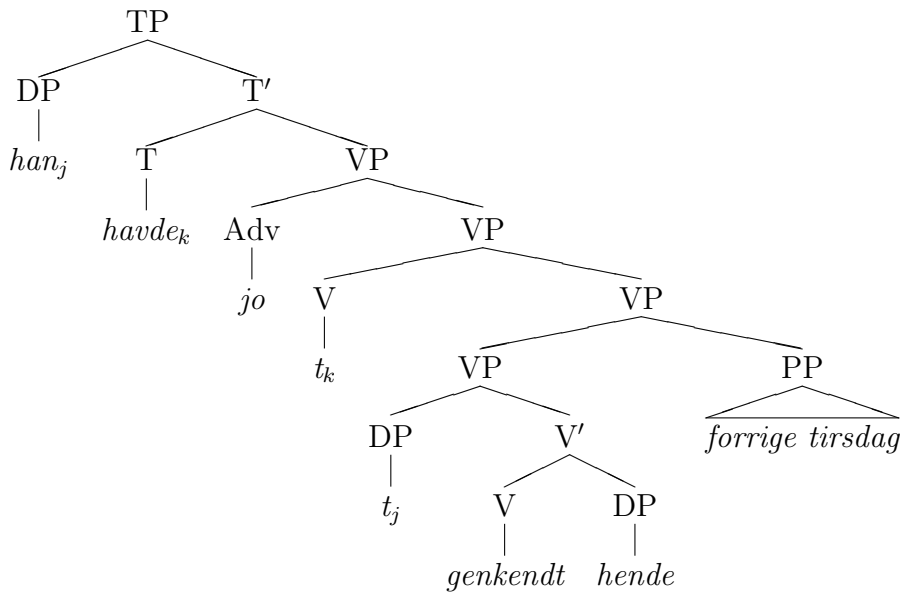 TP
DP T′
han_j T VP
havde_k Adv VP
jo V VP
t_k VP PP
DP V′ forrige tirsdag
t_j V DP
genkendt hende